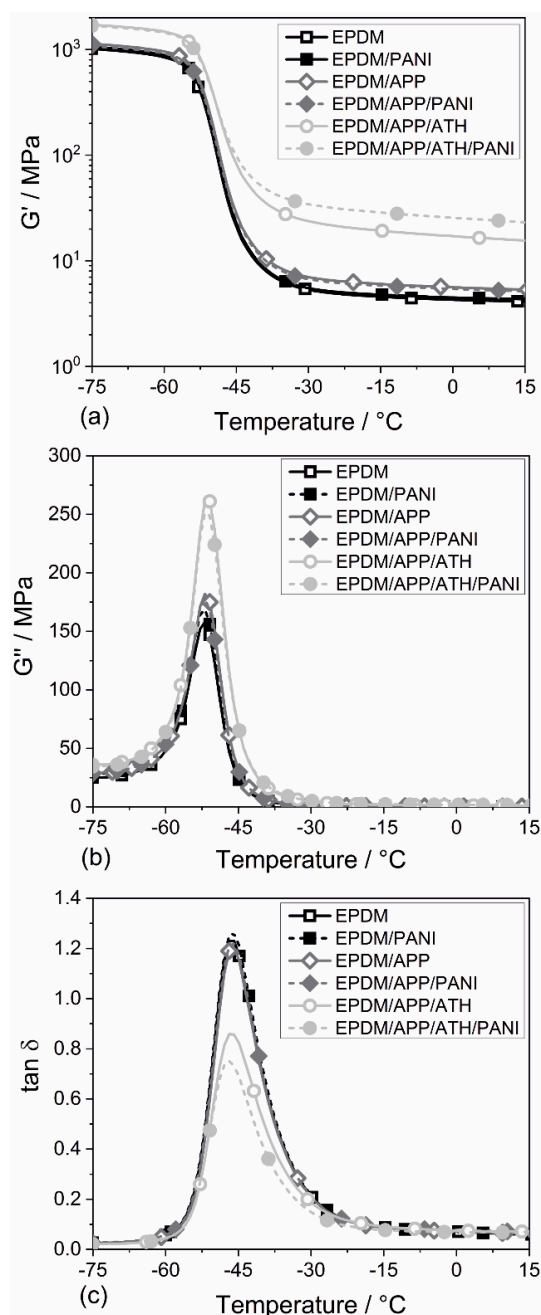 10³
10²
10¹
10⁰
G' / MPa
EPDM
EPDM/PANI
EPDM/APP
EPDM/APP/PANI
EPDM/APP/ATH
EPDM/APP/ATH/PANI
-75 -60 -45 -30 -15 0 15
(a) Temperature / °C
300
250
200
150
100
50
0
G'' / MPa
EPDM
EPDM/PANI
EPDM/APP
EPDM/APP/PANI
EPDM/APP/ATH
EPDM/APP/ATH/PANI
-75 -60 -45 -30 -15 0 15
(b) Temperature / °C
1.4
1.2
1.0
0.8
0.6
0.4
0.2
0.0
tan δ
EPDM
EPDM/PANI
EPDM/APP
EPDM/APP/PANI
EPDM/APP/ATH
EPDM/APP/ATH/PANI
-75 -60 -45 -30 -15 0 15
(c) Temperature / °C